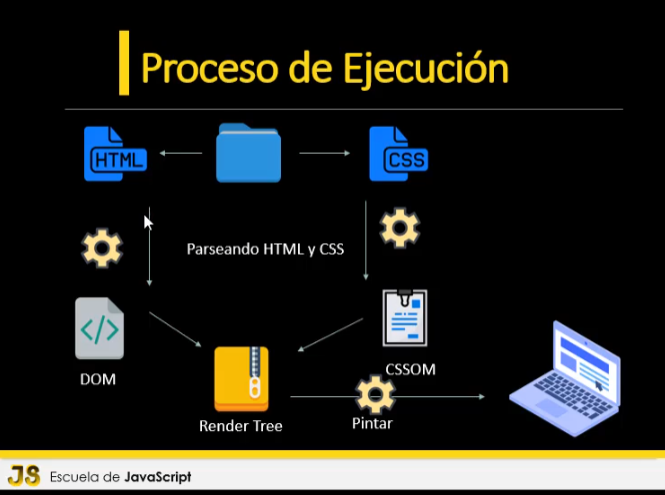 Proceso de Ejecución
HTML
CSS
Parseando HTML y CSS
DOM
CSSOM
Render Tree
Pintar
JS Escuela de JavaScript